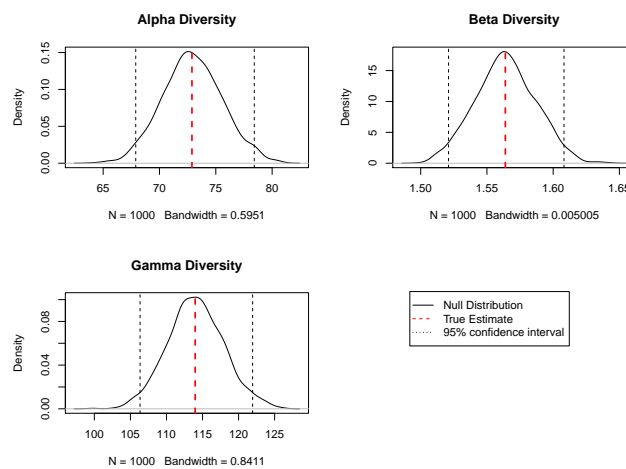 Alpha Diversity
Density
0.00 0.05 0.10 0.15
65 70 75 80
N = 1000 Bandwidth = 0.5951
Beta Diversity
Density
0 5 10 15
1.50 1.55 1.60 1.65
N = 1000 Bandwidth = 0.005005
Gamma Diversity
Density
0.00 0.04 0.08
100 105 110 115 120 125
N = 1000 Bandwidth = 0.8411
Null Distribution
True Estimate
95% confidence interval